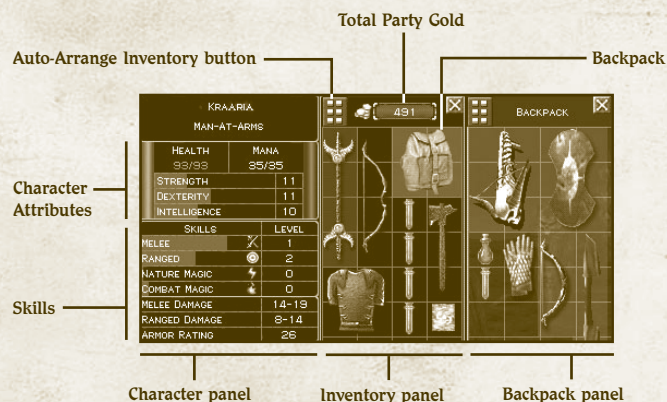 Total Party Gold
Auto-Arrange Inventory button
Backpack
KRAARIA
MAN-AT-ARMS
491
BACKPACK
HEALTH MANA
93/93 35/35
STRENGTH 11
DEXTERITY 11
INTELLIGENCE 10
Character
Attributes
SKILLS LEVEL
MELEE 1
RANGED 2
NATURE MAGIC 0
COMBAT MAGIC 0
MELEE DAMAGE 14-19
RANGED DAMAGE 8-14
ARMOR RATING 26
Skills
Character panel
Inventory panel
Backpack panel